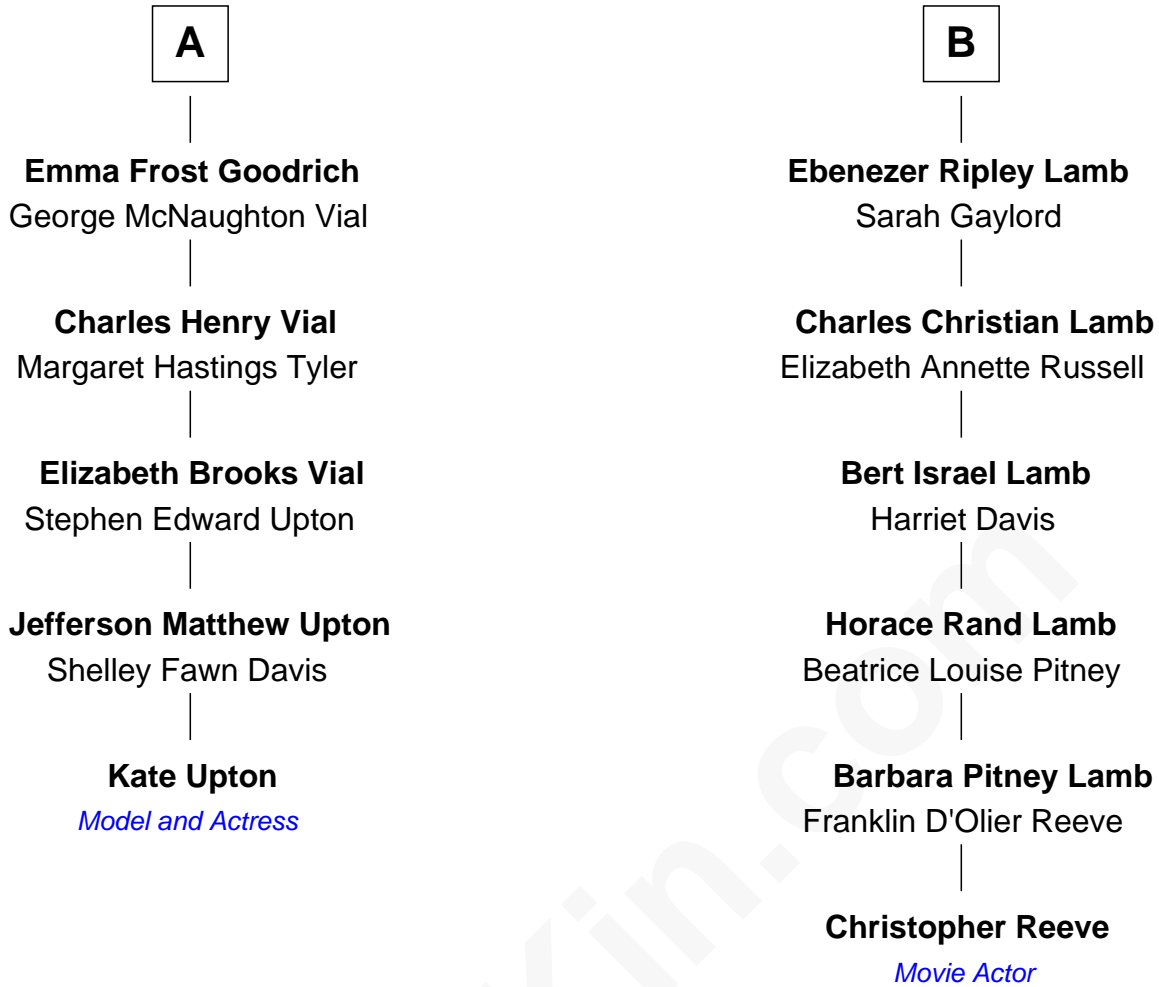 A
Emma Frost Goodrich
George McNaughton Vial
Charles Henry Vial
Margaret Hastings Tyler
Elizabeth Brooks Vial
Stephen Edward Upton
Jefferson Matthew Upton
Shelley Fawn Davis
Kate Upton
Model and Actress
B
Ebenezer Ripley Lamb
Sarah Gaylord
Charles Christian Lamb
Elizabeth Annette Russell
Bert Israel Lamb
Harriet Davis
Horace Rand Lamb
Beatrice Louise Pitney
Barbara Pitney Lamb
Franklin D'Olier Reeve
Christopher Reeve
Movie Actor
Kin.com